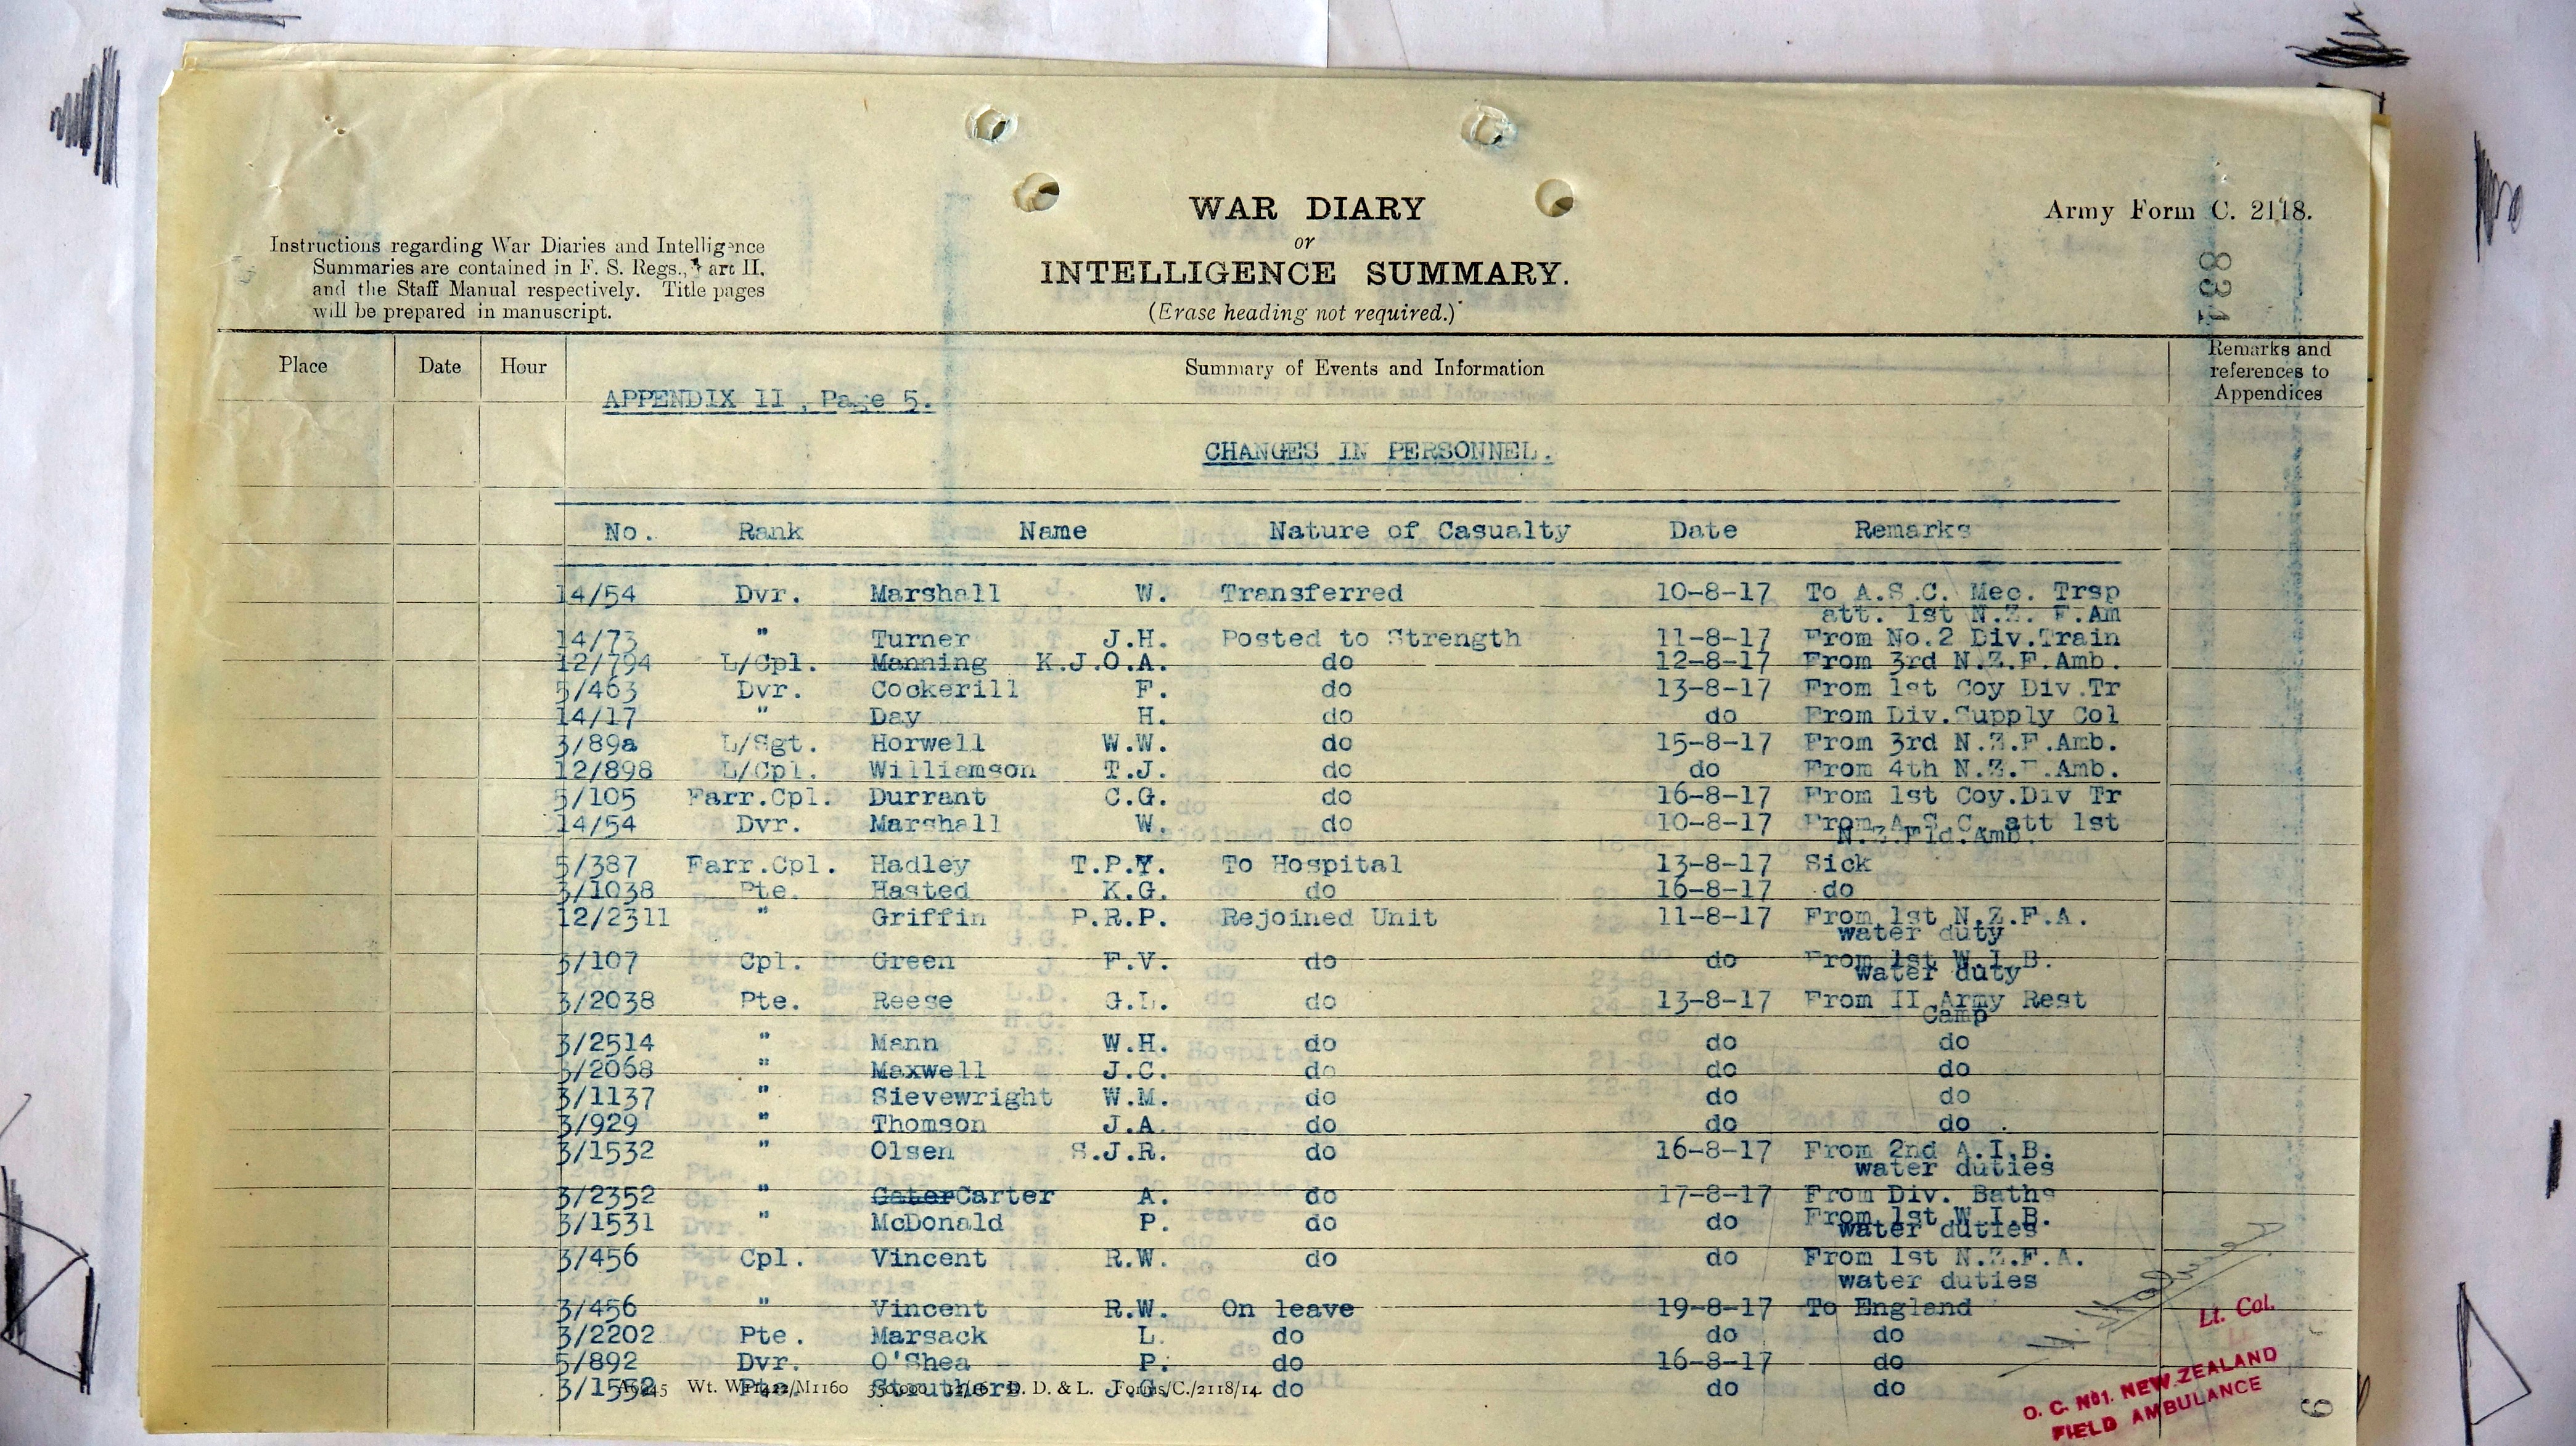 WAR DIARY
or
INTELLIGENCE SUMMARY.
(Erase heading not required.)
Army Form C. 2118.
831
Instructions regarding War Diaries and Intelligence
Summaries are contained in F. S. Regs., Part II,
and the Staff Manual respectively. Title pages
will be prepared in manuscript.
Place Date Hour Summary of Events and Information Remarks and
references to
Appendices
APPENDIX II , Page 5.
CHANGES IN PERSONNEL.
No. Rank Name Nature of Casualty Date Remarks
14/54 Dvr. Marshall W. Transferred 10-8-17 To A.S.C. Mec. Trsp
att. 1st N.Z. F.Am
14/73 " Turner J.H. Posted to Strength 11-8-17 From No.2 Div.Train
12/794 L/Cpl. Manning K.J.O.A. do 12-8-17 From 3rd N.Z.F.Amb.
5/463 Dvr. Cockerill F. do 13-8-17 From 1st Coy Div.Tr
14/17 " Day H. do do From Div.Supply Col
3/89a L/Sgt. Horwell W.W. do 15-8-17 From 3rd N.Z.F.Amb.
12/898 L/Cpl. Williamson T.J. do do From 4th N.Z.F.Amb.
5/105 Farr.Cpl. Durrant C.G. do 16-8-17 From 1st Coy.Div Tr
14/54 Dvr. Marshall W. do 10-8-17 From A.S.C. att 1st
N.Z.Fld.Amb.
5/387 Farr.Cpl. Hadley T.P.Y. To Hospital 13-8-17 Sick
3/1038 Pte. Hasted K.G. do 16-8-17 do
12/2311 " Griffin P.R.P. Rejoined Unit 11-8-17 From 1st N.Z.F.A.
water duty
3/107 Cpl. Green F.V. do do From 1st W.I.B.
water duty
3/2038 Pte. Reese G.L. do 13-8-17 From II Army Rest
Camp
3/2514 " Mann W.H. do do do
3/2068 " Maxwell J.C. do do do
3/1137 " Sievewright W.M. do do do
3/929 " Thomson J.A. do do do .
3/1532 " Olsen S.J.R. do 16-8-17 From 2nd A.I.B.
water duties
3/2352 " Cater Carter A. do 17-8-17 From Div. Baths
3/1531 " McDonald P. do do From 1st W.I.B.
water duties
3/456 Cpl. Vincent R.W. do do From 1st N.Z.F.A.
water duties
3/456 " Vincent R.W. On leave 19-8-17 To England
3/2202 Pte. Marsack L. do do do
5/892 Dvr. O'Shea P. do 16-8-17 do
3/1552 Pte. Struthers J.G. do do do
Wt. /M1160 D. D. & L. Forms/C./2118/14.
Lt. Col.
O. C. No1. NEW ZEALAND
FIELD AMBULANCE
9